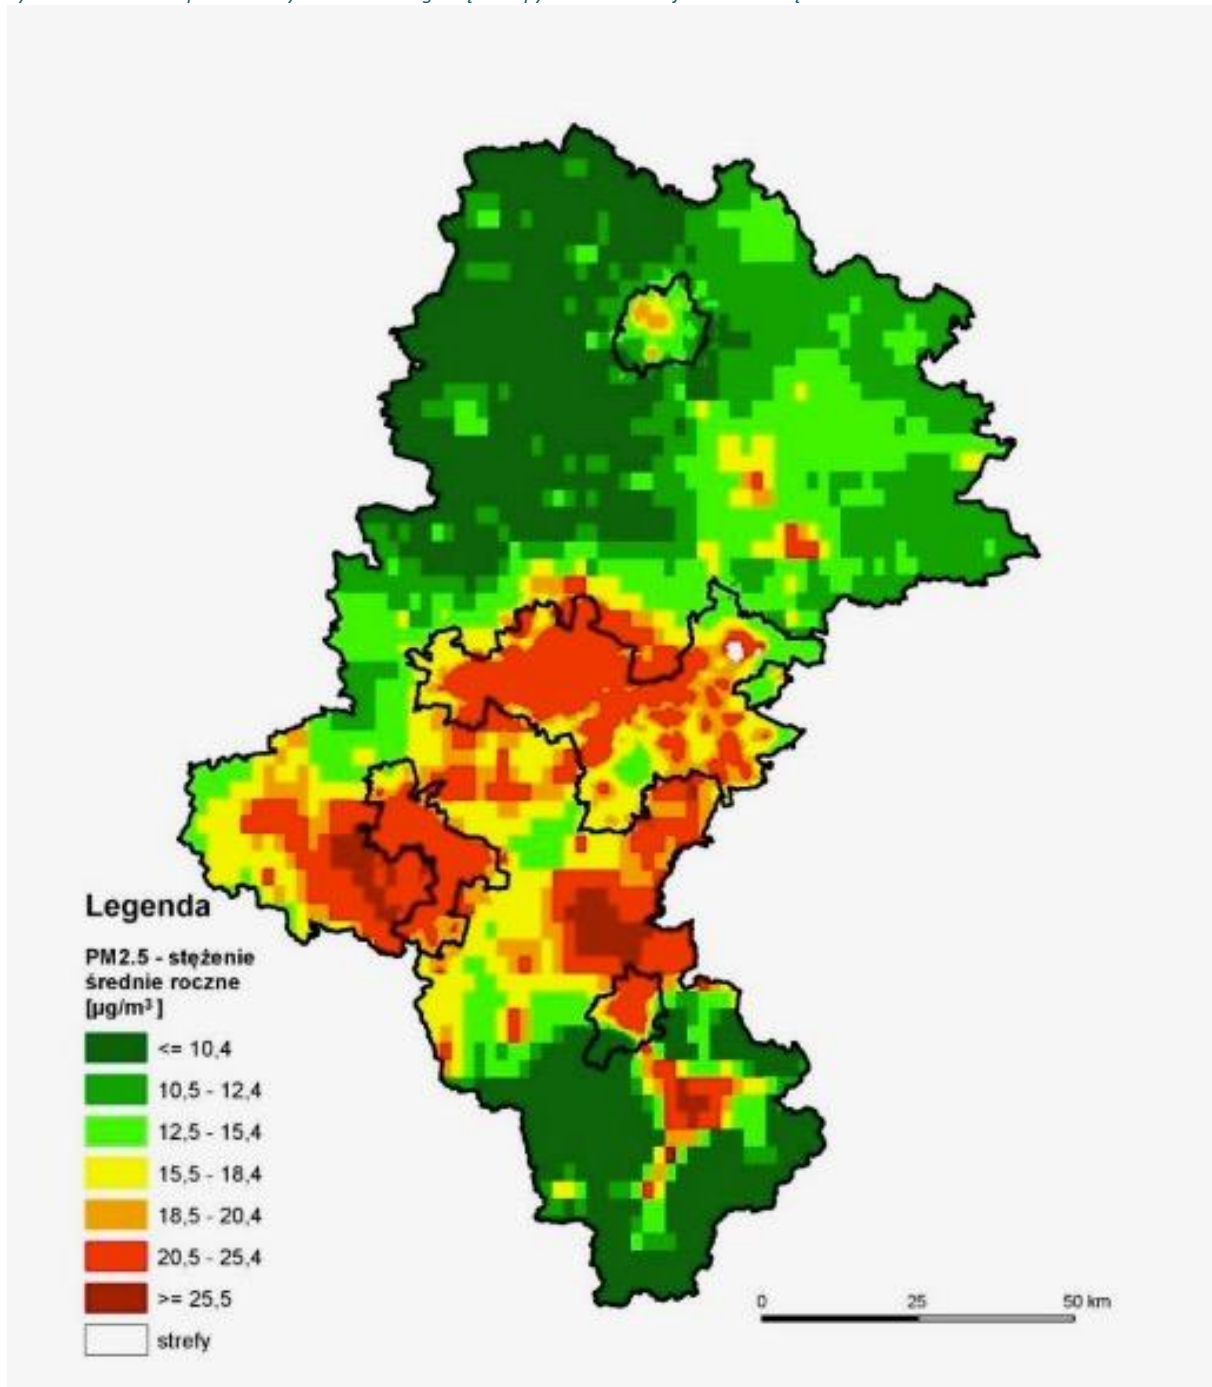 Legenda
PM2.5 - stężenie
średnie roczne
[µg/m³]
<= 10,4
10,5 - 12,4
12,5 - 15,4
15,5 - 18,4
18,5 - 20,4
20,5 - 25,4
>= 25,5
strefy
0 25 50 km